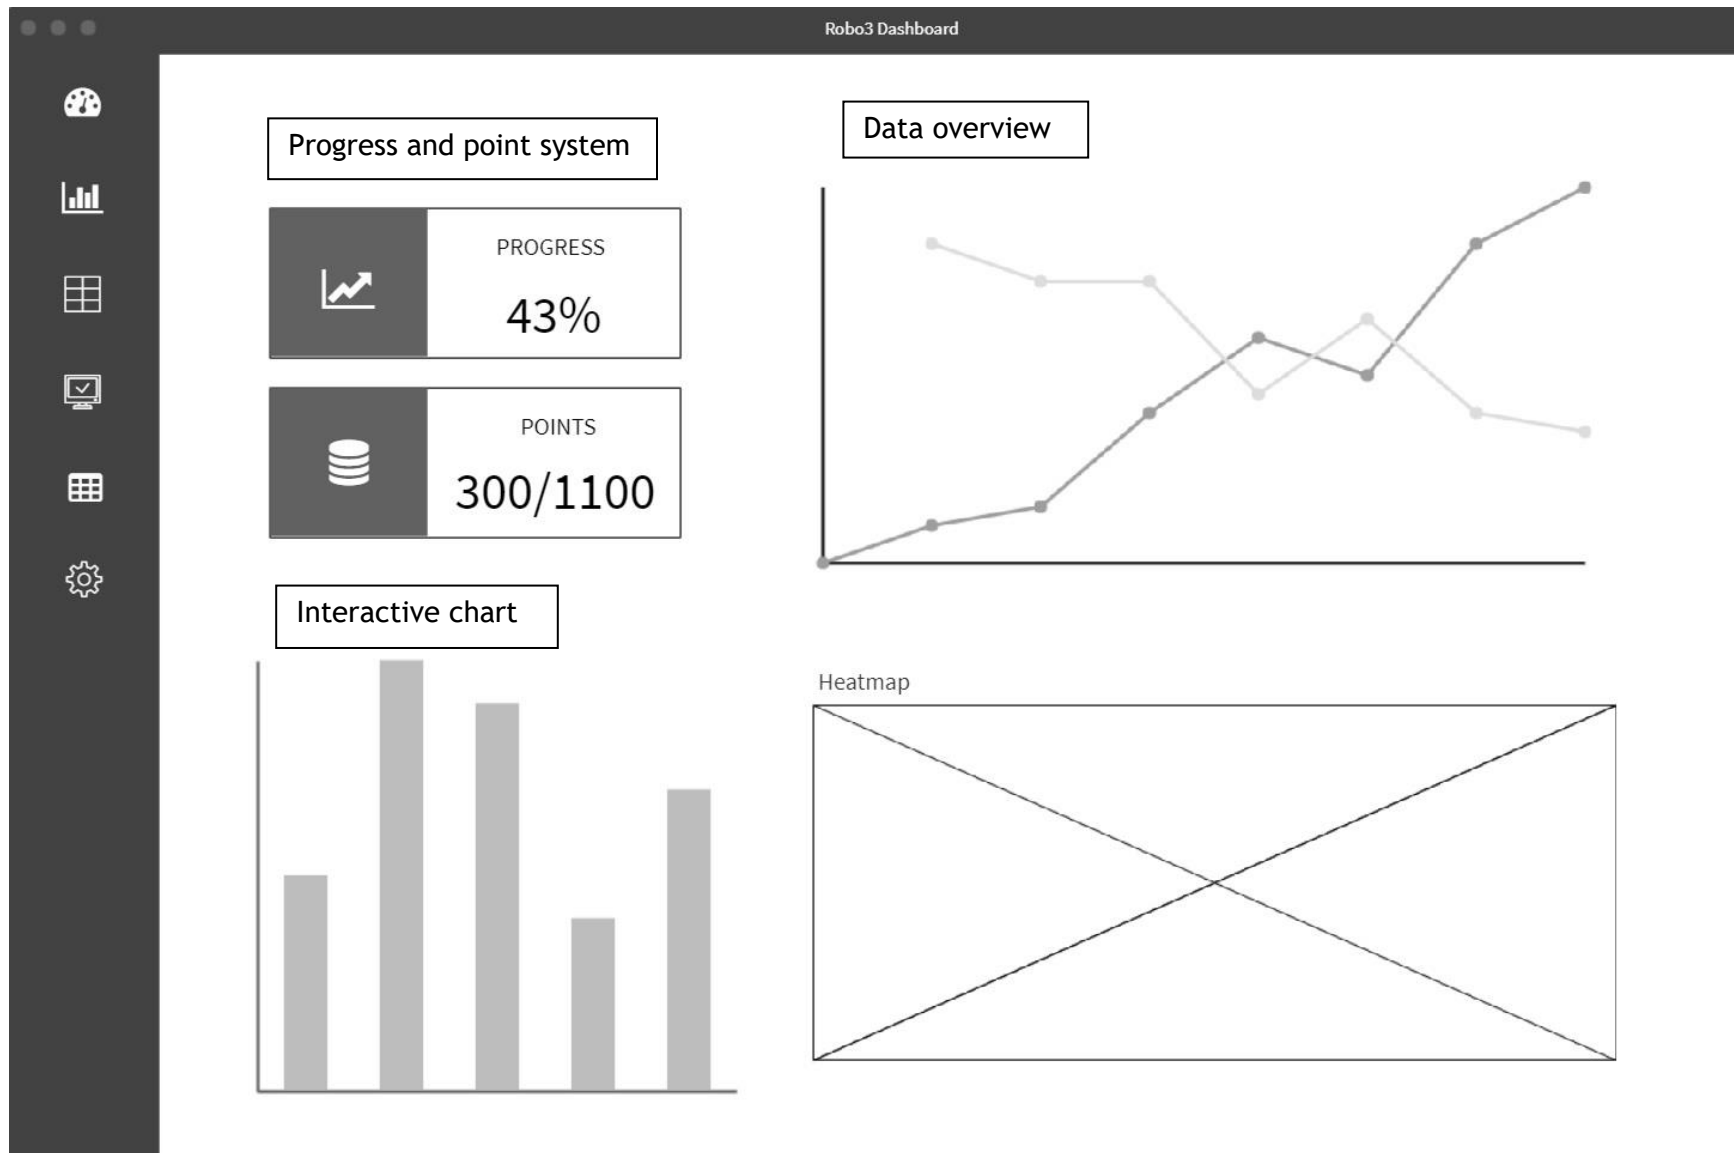 Robo3 Dashboard
Progress and point system
PROGRESS
43%
POINTS
300/1100
Data overview
Interactive chart
Heatmap